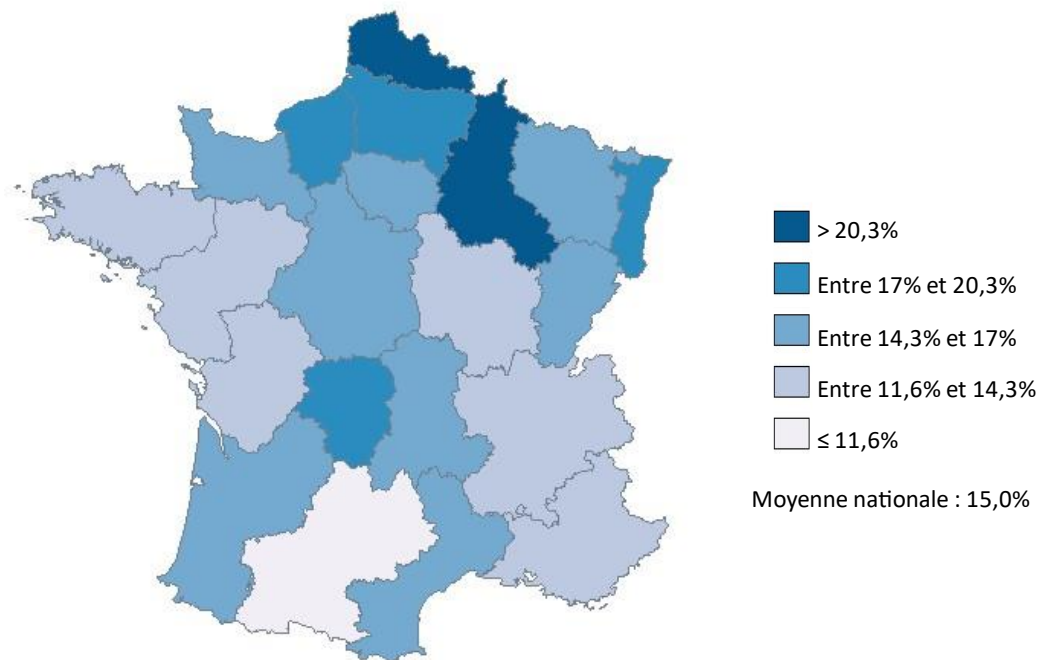 > 20,3%
Entre 17% et 20,3%
Entre 14,3% et 17%
Entre 11,6% et 14,3%
≤ 11,6%
Moyenne nationale : 15,0%